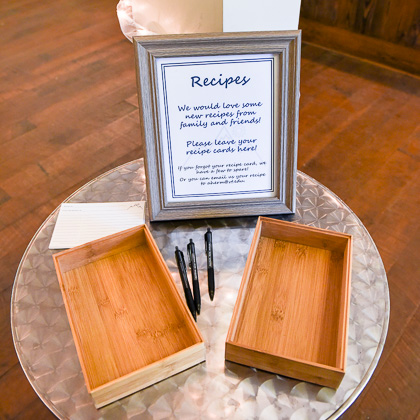 Recipes
We would love some
new recipes from
family and friends!
Please leave your
recipe cards here!
If you forgot your recipe card, we
have a few to spare!
Or you can email us your recipe
to